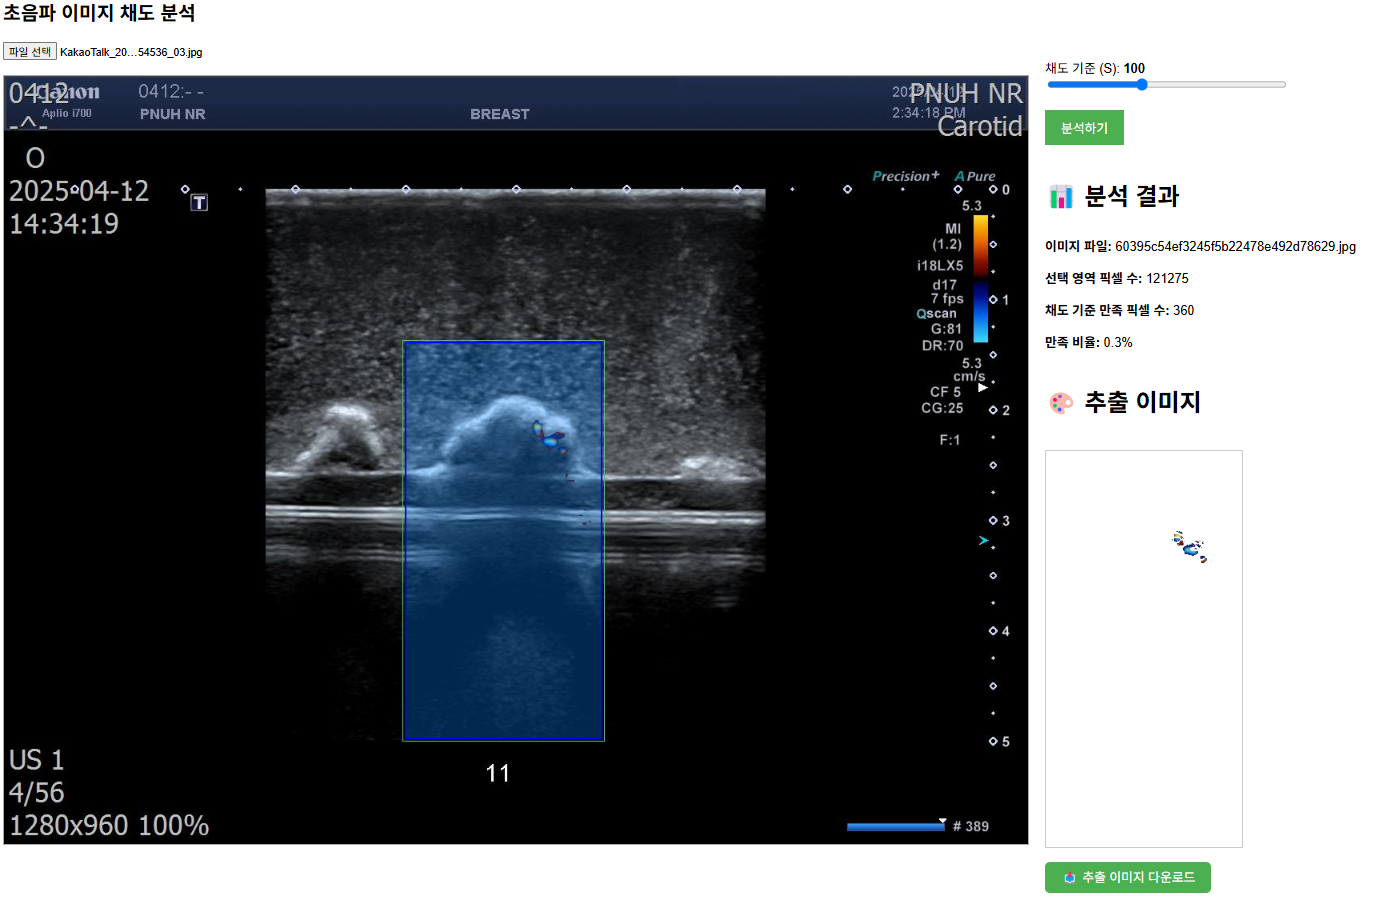 초음파 이미지 채도 분석
파일 선택 KakaoTalk_20...54536_03.jpg
채도 기준 (S): 100
분석하기
0412
Canon
0412:- -
Aplio i700
PNUH NR
BREAST
2:34:18 PM
PNUH NR
Carotid
-^-
O
2025-04-12
14:34:19
T
Precision+ A Pure
0
5.3
MI
(1.2)
i18LX5
d17
7 fps
1
Qscan
G:81
DR:70
5.3
cm/s
CF 5
CG:25
2
F:1
3
4
5
US 1
4/56
1280x960 100%
11
# 389
분석 결과
이미지 파일: 60395c54ef3245f5b22478e492d78629.jpg
선택 영역 픽셀 수: 121275
채도 기준 만족 픽셀 수: 360
만족 비율: 0.3%
추출 이미지
추출 이미지 다운로드